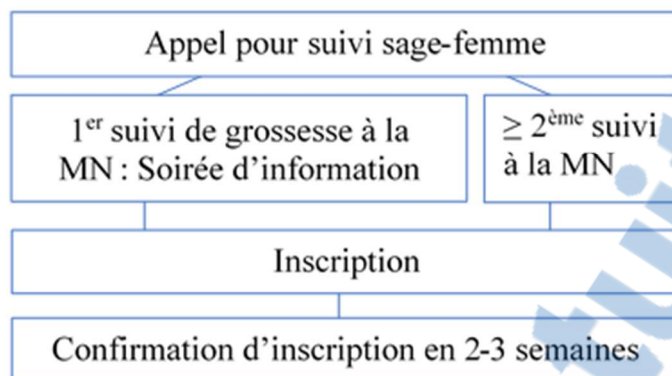 Appel pour suivi sage-femme
1er suivi de grossesse à la
MN : Soirée d’information
≥ 2ème suivi
à la MN
Inscription
Confirmation d’inscription en 2-3 semaines